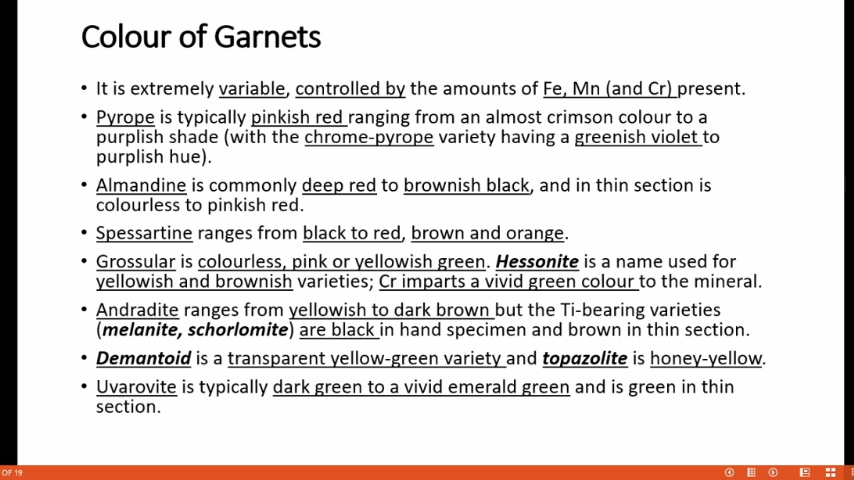 Colour of Garnets
• It is extremely variable, controlled by the amounts of Fe, Mn (and Cr) present.
• Pyrope is typically pinkish red ranging from an almost crimson colour to a
purplish shade (with the chrome-pyrope variety having a greenish violet to
purplish hue).
• Almandine is commonly deep red to brownish black, and in thin section is
colourless to pinkish red.
• Spessartine ranges from black to red, brown and orange.
• Grossular is colourless, pink or yellowish green. Hessonite is a name used for
yellowish and brownish varieties; Cr imparts a vivid green colour to the mineral.
• Andradite ranges from yellowish to dark brown but the Ti-bearing varieties
(melanite, schorlomite) are black in hand specimen and brown in thin section.
• Demantoid is a transparent yellow-green variety and topazolite is honey-yellow.
• Uvarovite is typically dark green to a vivid emerald green and is green in thin
section.
OF 19